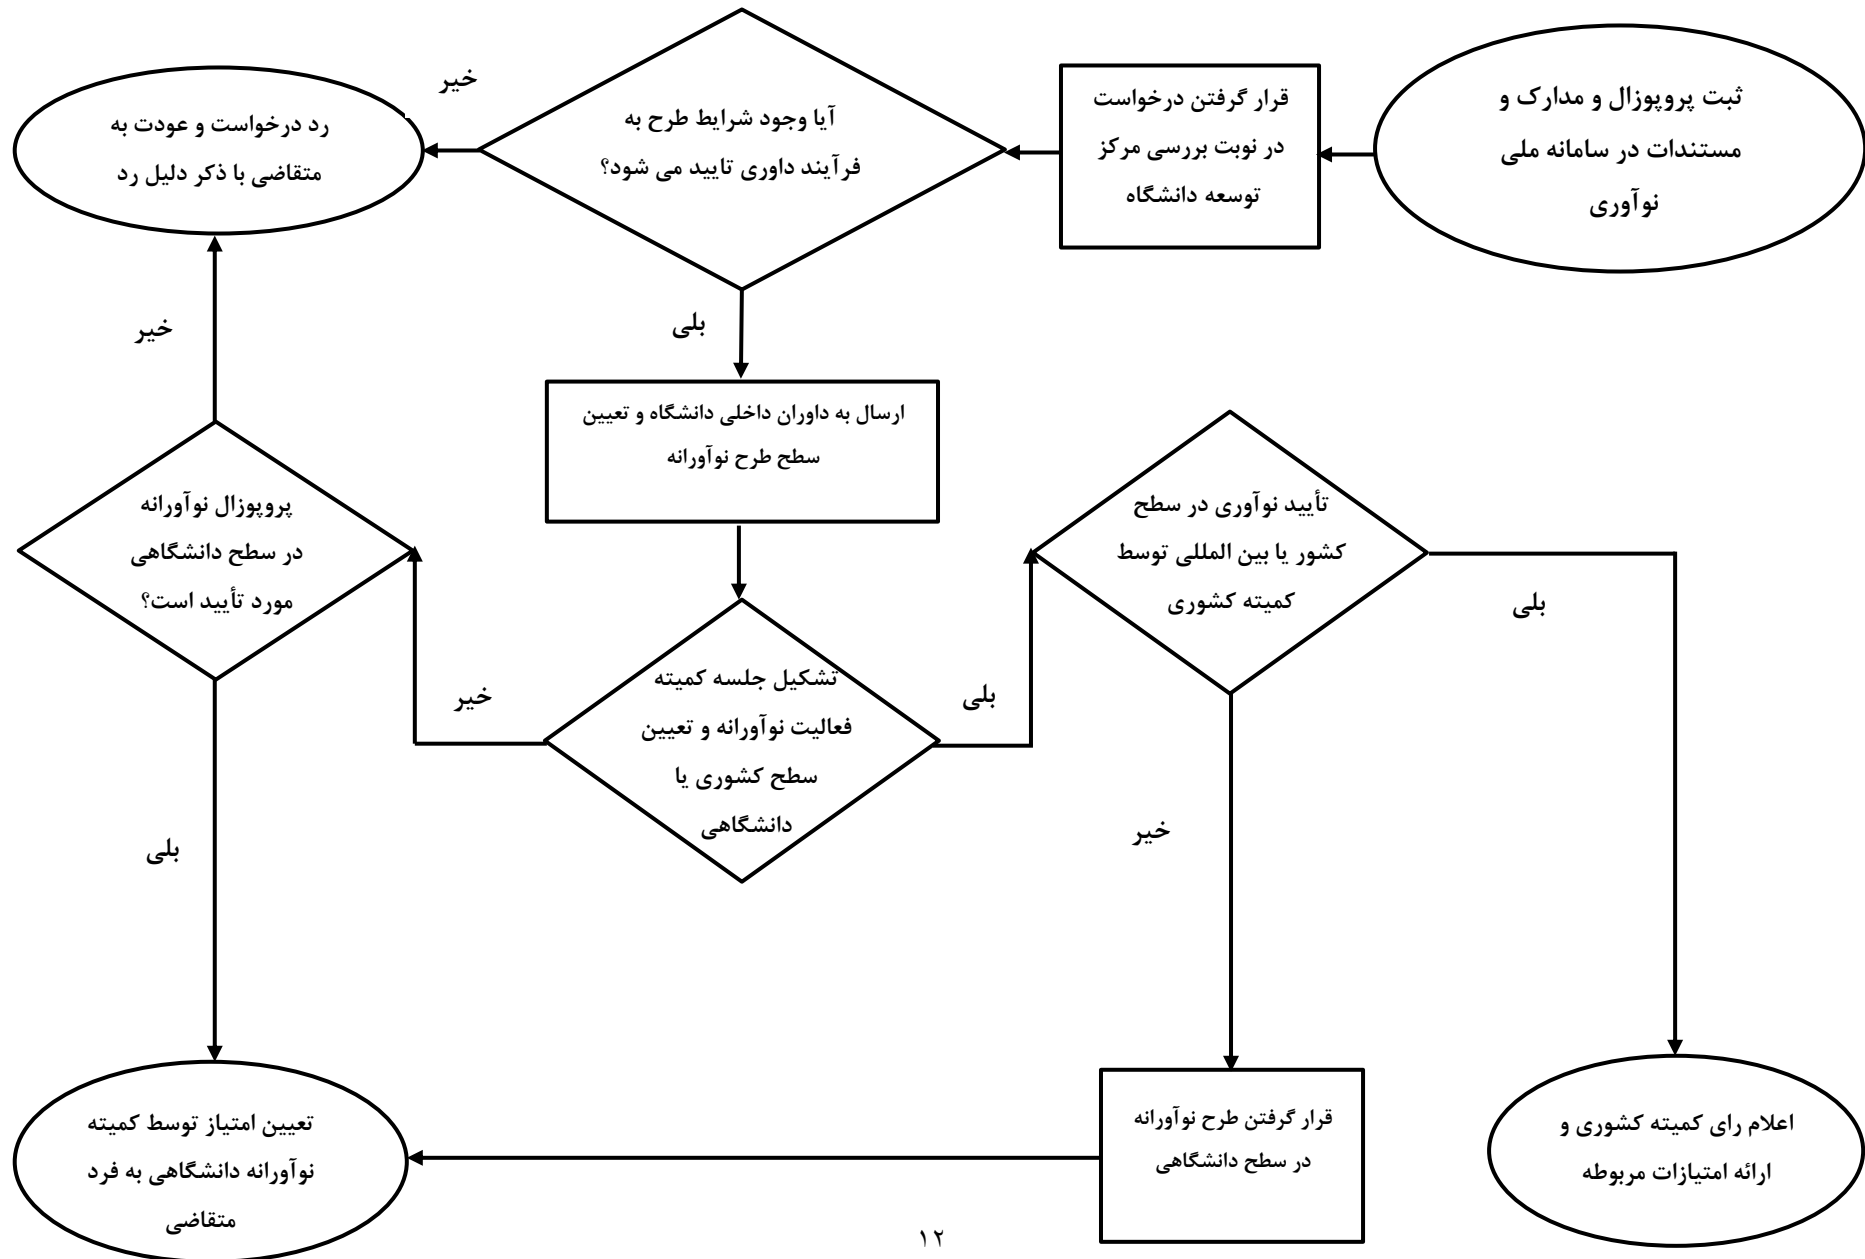 ثبت پروپوزال و مدارک و
مستندات در سامانه ملی
نوآوری
قرار گرفتن درخواست
در نوبت بررسی مرکز
توسعه دانشگاه
آیا وجود شرایط طرح به
فرآیند داوری تایید می شود؟
خیر
رد درخواست و عودت به
متقاضی با ذکر دلیل رد
بلی
خیر
ارسال به داوران داخلی دانشگاه و تعیین
سطح طرح نوآورانه
تأیید نوآوری در سطح
کشور یا بین المللی توسط
کمیته کشوری
پروپوزال نوآورانه
در سطح دانشگاهی
مورد تأیید است؟
بلی
تشکیل جلسه کمیته
فعالیت نوآورانه و تعیین
سطح کشوری یا
دانشگاهی
بلی
خیر
خیر
بلی
اعلام رای کمیته کشوری و
ارائه امتیازات مربوطه
قرار گرفتن طرح نوآورانه
در سطح دانشگاهی
تعیین امتیاز توسط کمیته
نوآورانه دانشگاهی به فرد
متقاضی
۱۲